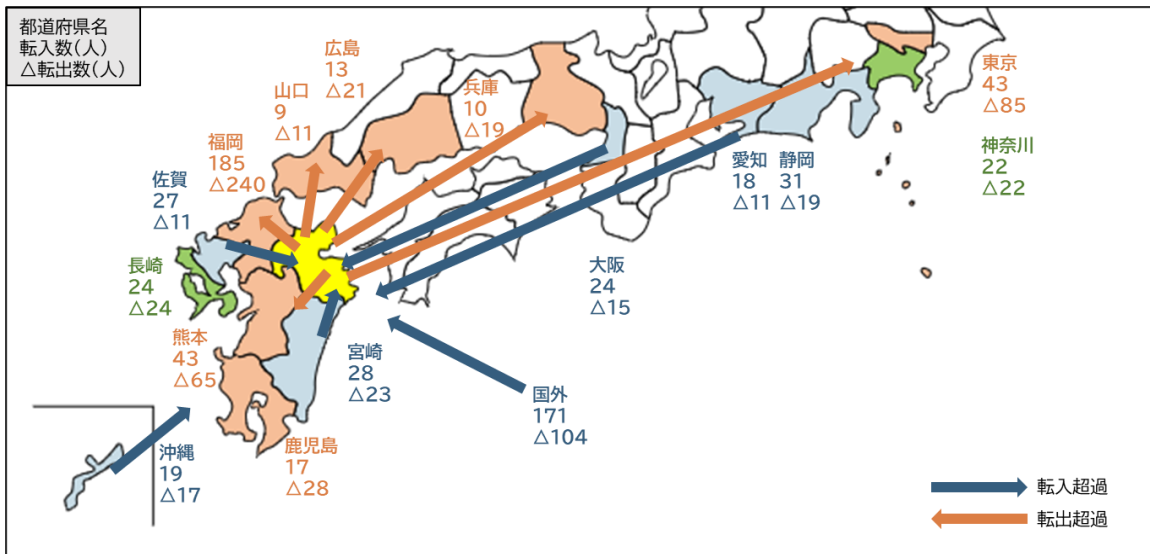 都道府県名
転入数(人)
△転出数(人)
広島
13
△21
山口
9
△11
兵庫
10
△19
福岡
185
△240
佐賀
27
△11
長崎
24
△24
熊本
43
△65
宮崎
28
△23
鹿児島
17
△28
沖縄
19
△17
国外
171
△104
大阪
24
△15
愛知
18
△11
静岡
31
△19
東京
43
△85
神奈川
22
△22
転入超過
転出超過